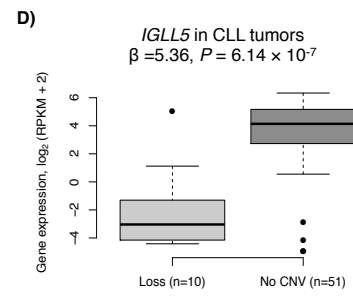 D)
IGLL5 in CLL tumors
β =5.36, P = 6.14 × 10⁻⁷
Gene expression, log₂ (RPKM + 2)
6
4
2
0
−2
−4
Loss (n=10) No CNV (n=51)